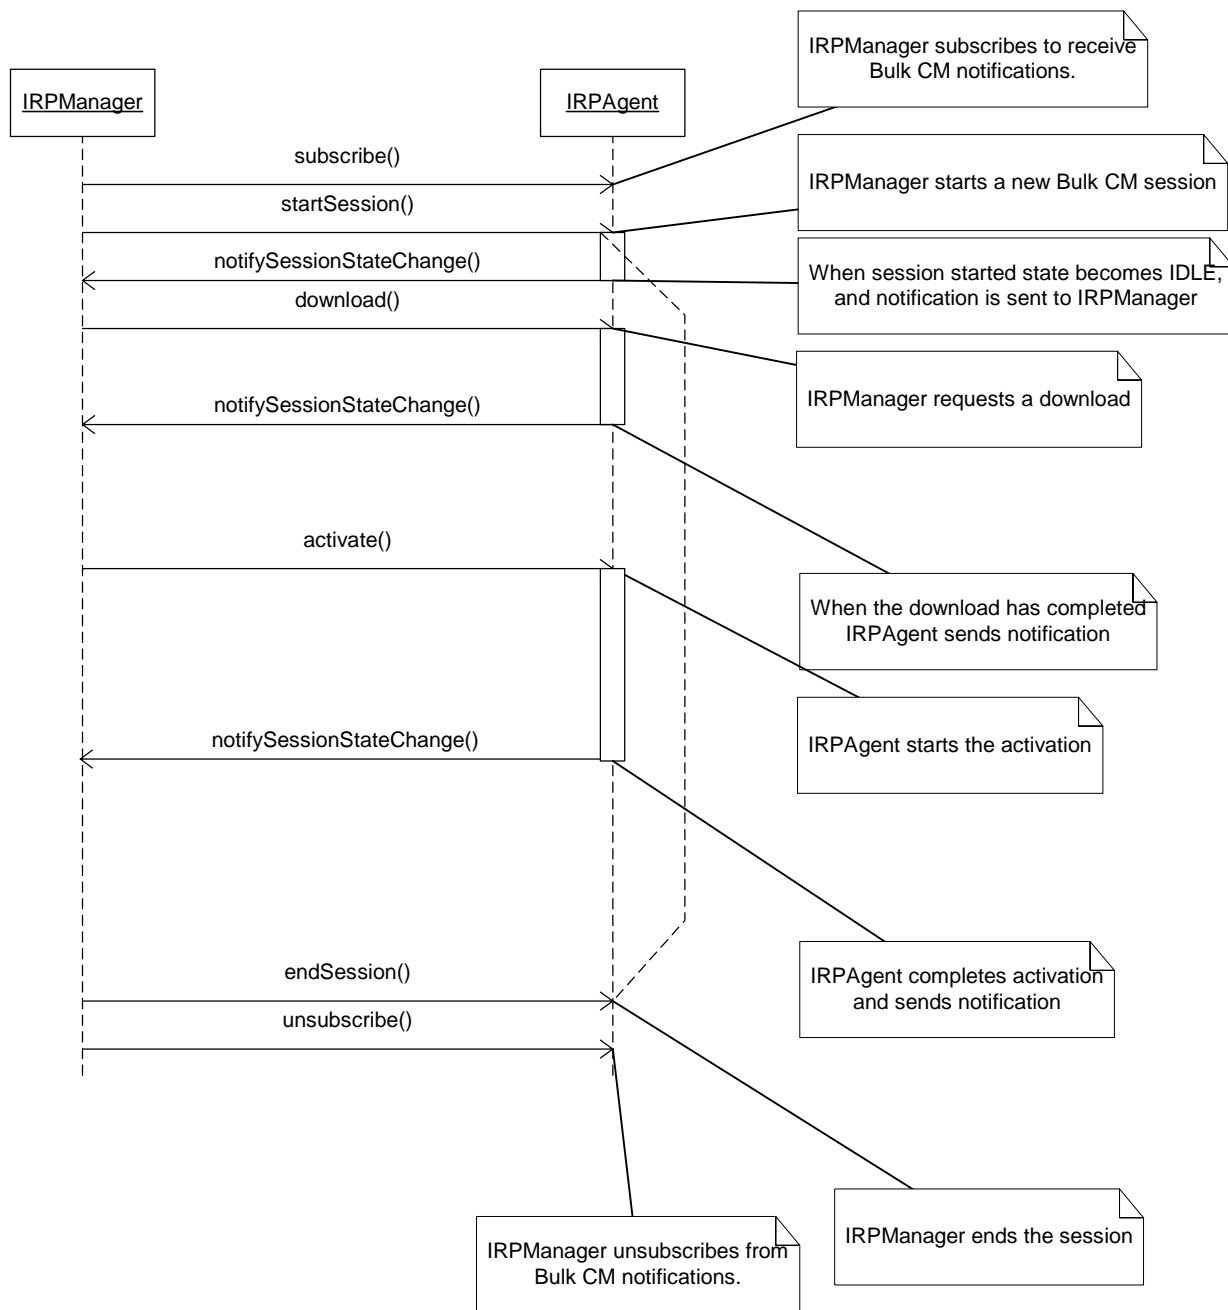 IRPManager subscribes to receive
Bulk CM notifications.
IRPManager
IRPAgent
subscribe()
IRPManager starts a new Bulk CM session
startSession()
notifySessionStateChange()
When session started state becomes IDLE,
and notification is sent to IRPManager
download()
IRPManager requests a download
notifySessionStateChange()
activate()
When the download has completed
IRPAgent sends notification
notifySessionStateChange()
IRPAgent starts the activation
endSession()
IRPAgent completes activation
and sends notification
unsubscribe()
IRPManager ends the session
IRPManager unsubscribes from
Bulk CM notifications.